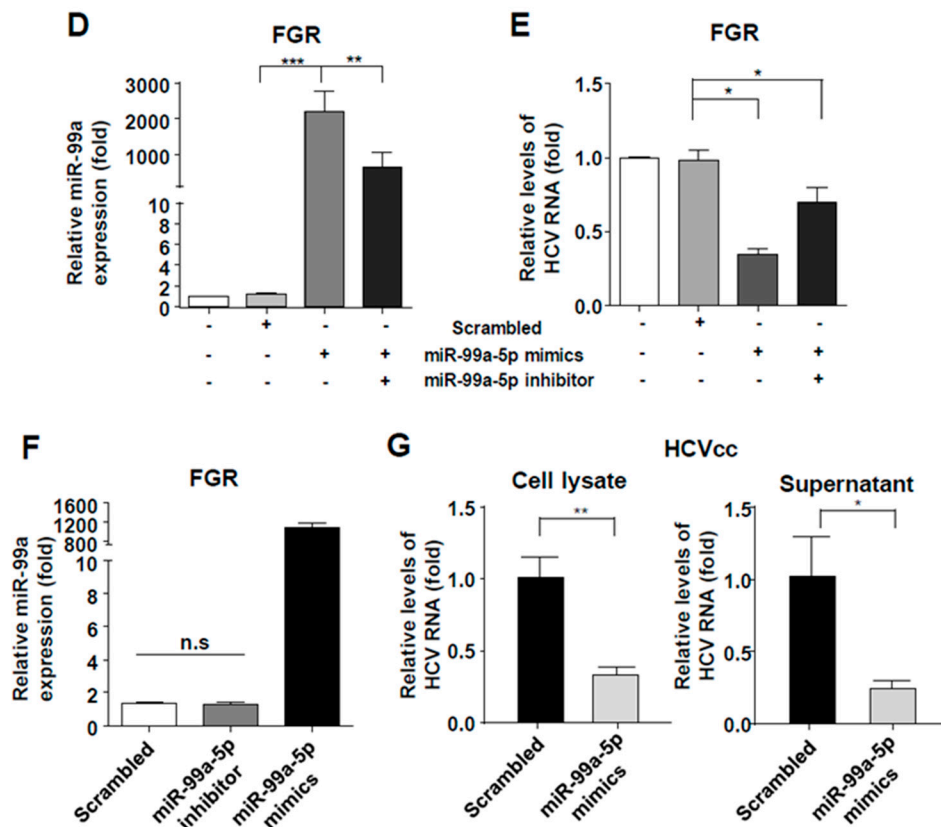 D
FGR
*** **
Relative miR-99a
expression (fold)
3000
2000
1000
10
8
6
4
2
0
- + - - Scrambled
- - + + miR-99a-5p mimics
- - - + miR-99a-5p inhibitor
E
FGR
*
*
Relative levels of
HCV RNA (fold)
1.5
1.0
0.5
0.0
- + - -
- - + +
- - - +
F
FGR
Relative miR-99a
expression (fold)
1600
1200
800
10
8
6
4
2
0
n.s
Scrambled
miR-99a-5p
inhibitor
miR-99a-5p
mimics
G
HCVcc
Cell lysate
**
Relative levels of
HCV RNA (fold)
1.5
1.0
0.5
0.0
Scrambled
miR-99a-5p
mimics
Supernatant
*
Relative levels of
HCV RNA (fold)
1.5
1.0
0.5
0.0
Scrambled
miR-99a-5p
mimics